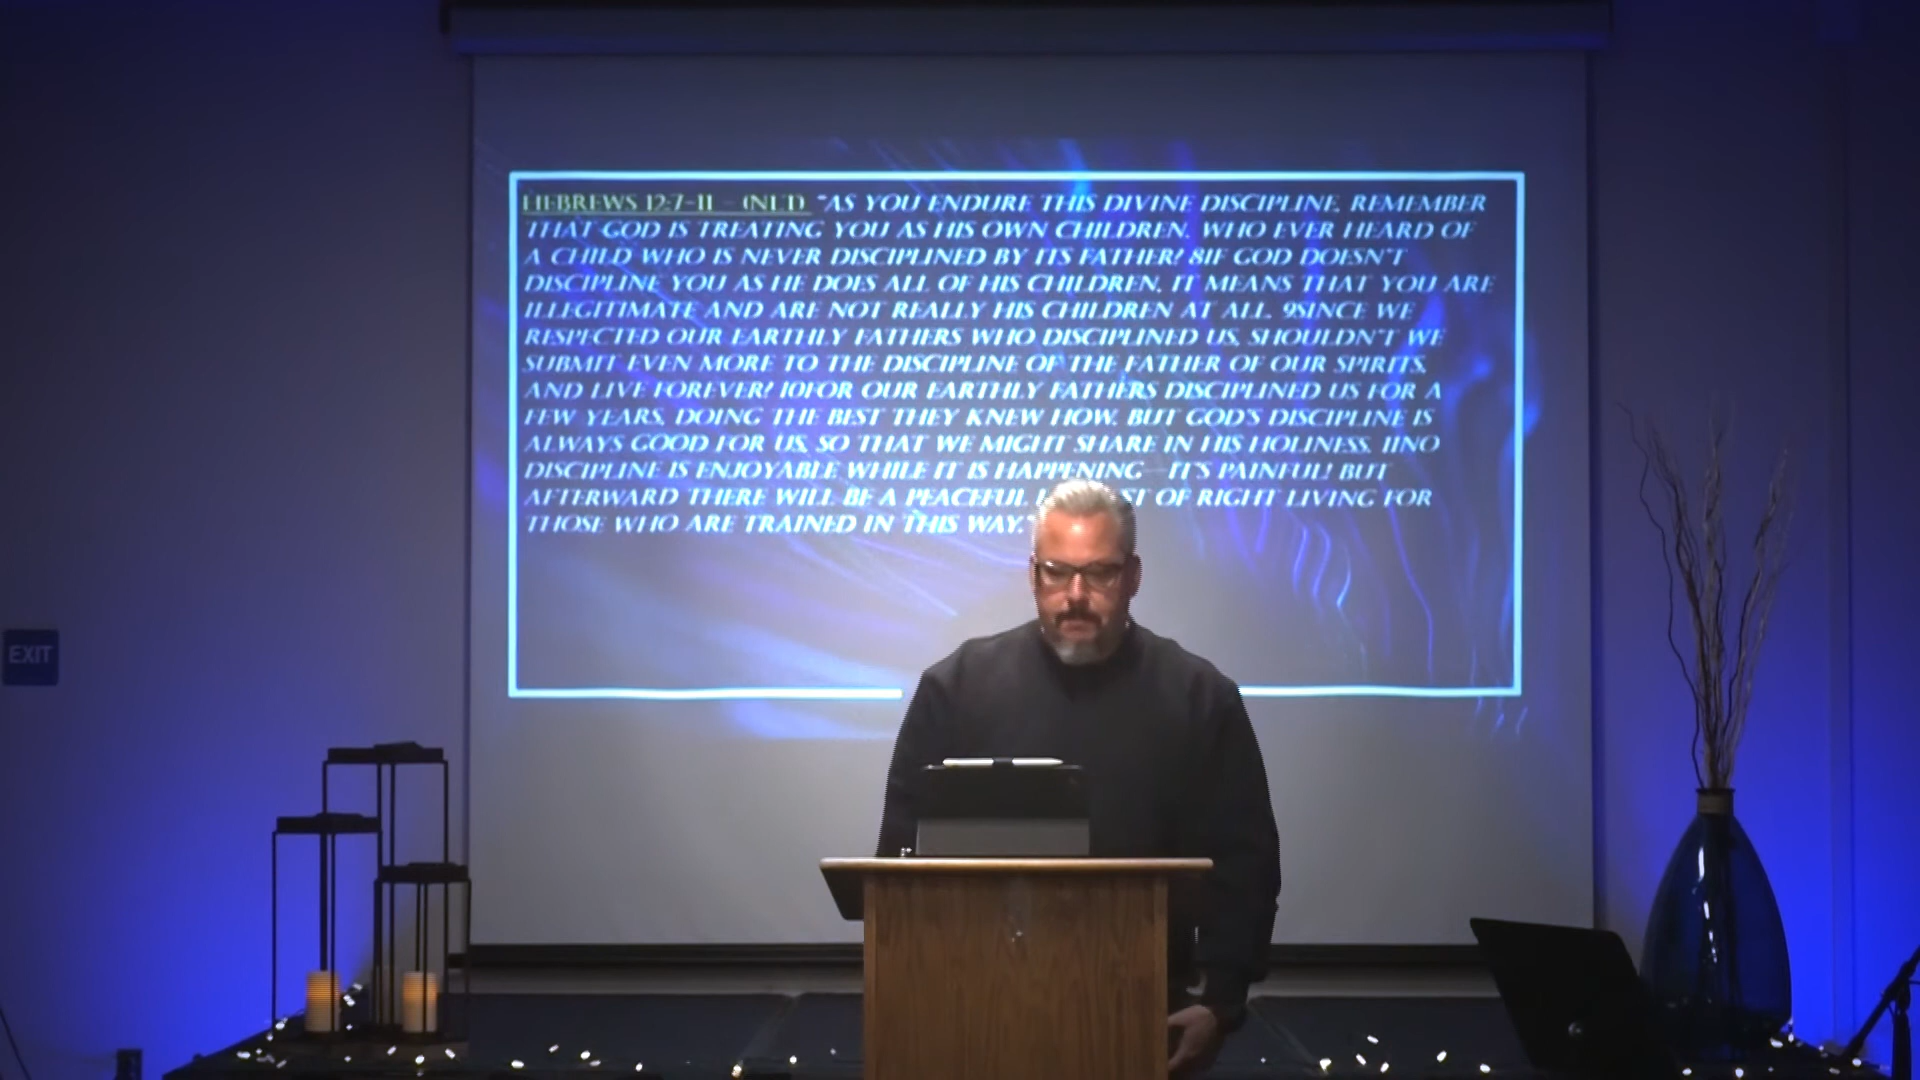 HEBREWS 12:7-11 - (NLT) "AS YOU ENDURE THIS DIVINE DISCIPLINE, REMEMBER
THAT GOD IS TREATING YOU AS HIS OWN CHILDREN. WHO EVER HEARD OF
A CHILD WHO IS NEVER DISCIPLINED BY ITS FATHER? 8IF GOD DOESN'T
DISCIPLINE YOU AS HE DOES ALL OF HIS CHILDREN, IT MEANS THAT YOU ARE
ILLEGITIMATE AND ARE NOT REALLY HIS CHILDREN AT ALL. 9SINCE WE
RESPECTED OUR EARTHLY FATHERS WHO DISCIPLINED US, SHOULDN'T WE
SUBMIT EVEN MORE TO THE DISCIPLINE OF THE FATHER OF OUR SPIRITS,
AND LIVE FOREVER? 10FOR OUR EARTHLY FATHERS DISCIPLINED US FOR A
FEW YEARS, DOING THE BEST THEY KNEW HOW. BUT GOD'S DISCIPLINE IS
ALWAYS GOOD FOR US, SO THAT WE MIGHT SHARE IN HIS HOLINESS. 11NO
DISCIPLINE IS ENJOYABLE WHILE IT IS HAPPENING—IT'S PAINFUL! BUT
AFTERWARD THERE WILL BE A PEACEFUL OF RIGHT LIVING FOR
THOSE WHO ARE TRAINED IN THIS WAY."
EXIT